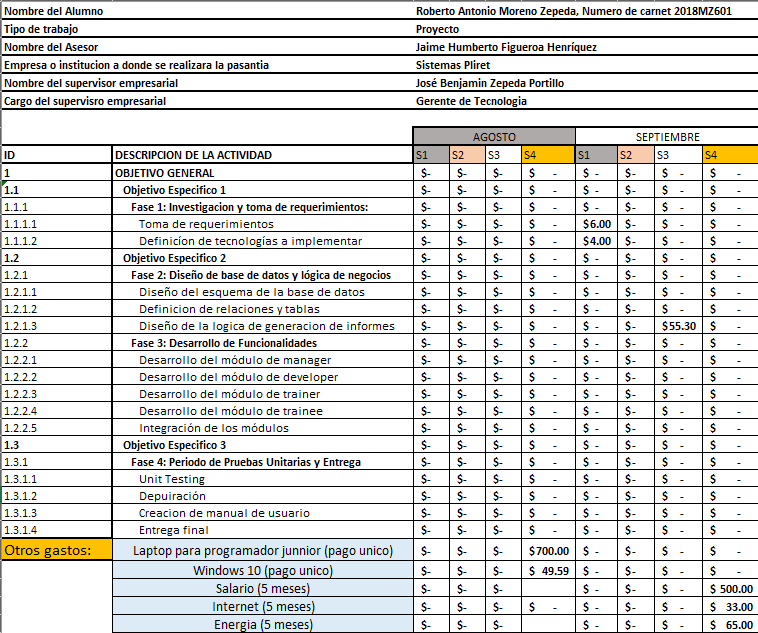 Nombre del Alumno Roberto Antonio Moreno Zepeda, Numero de carnet 2018MZ601
Tipo de trabajo Proyecto
Nombre del Asesor Jaime Humberto Figueroa Henríquez
Empresa o institucion a donde se realizara la pasantia Sistemas Pliret
Nombre del supervisor empresarial José Benjamin Zepeda Portillo
Cargo del supervisro empresarial Gerente de Tecnologia
AGOSTO SEPTIEMBRE
ID DESCRIPCION DE LA ACTIVIDAD S1 S2 S3 S4 S1 S2 S3 S4
1 OBJETIVO GENERAL $- $- $- $ - $ - $- $ - $ -
1.1 Objetivo Especifico 1 $- $- $- $ - $ - $- $ - $ -
1.1.1 Fase 1: Investigacion y toma de requerimientos: $- $- $- $ - $ - $- $ - $ -
1.1.1.1 Toma de requerimientos $- $- $- $ - $6.00 $- $ - $ -
1.1.1.2 Definicíon de tecnologías a implementar $- $- $- $ - $4.00 $- $ - $ -
1.2 Objetivo Especifico 2 $- $- $- $ - $ - $- $ - $ -
1.2.1 Fase 2: Diseño de base de datos y lógica de negocios $- $- $- $ - $ - $- $ - $ -
1.2.1.1 Diseño del esquema de la base de datos $- $- $- $ - $ - $- $ - $ -
1.2.1.2 Definicion de relaciones y tablas $- $- $- $ - $ - $- $ - $ -
1.2.1.3 Diseño de la logica de generacion de informes $- $- $- $ - $ - $- $55.30 $ -
1.2.2 Fase 3: Desarrollo de Funcionalidades $- $- $- $ - $ - $- $ - $ -
1.2.2.1 Desarrollo del módulo de manager $- $- $- $ - $ - $- $ - $ -
1.2.2.2 Desarrollo del módulo de developer $- $- $- $ - $ - $- $ - $ -
1.2.2.3 Desarrollo del módulo de trainer $- $- $- $ - $ - $- $ - $ -
1.2.2.4 Desarrollo del módulo de trainee $- $- $- $ - $ - $- $ - $ -
1.2.2.5 Integración de los módulos $- $- $- $ - $ - $- $ - $ -
1.3 Objetivo Especifico 3 $- $- $- $ - $ - $- $ - $ -
1.3.1 Fase 4: Periodo de Pruebas Unitarias y Entrega $- $- $- $ - $ - $- $ - $ -
1.3.1.1 Unit Testing $- $- $- $ - $ - $- $ - $ -
1.3.1.2 Depuiración $- $- $- $ - $ - $- $ - $ -
1.3.1.3 Creacion de manual de usuario $- $- $- $ - $ - $- $ - $ -
1.3.1.4 Entrega final $- $- $- $ - $ - $- $ - $ -
Otros gastos: Laptop para programador junnior (pago unico) $- $- $- $700.00 $ - $- $ - $ -
Windows 10 (pago unico) $- $- $- $ 49.59 $ - $- $ - $ -
Salario (5 meses) $- $- $- $ - $- $ - $ 500.00
Internet (5 meses) $- $- $- $ - $ - $- $ - $ 33.00
Energia (5 meses) $- $- $- $ - $- $ - $ 65.00